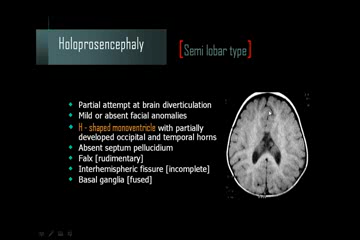 Holoprosencephaly
[Semi lobar type]
Partial attempt at brain diverticulation
Mild or absent facial anomalies
H - shaped monoventricle with partially
developed occipital and temporal horns
Absent septum pellucidium
Falx [rudimentary]
Interhemispheric fissure [incomplete]
Basal ganglia [fused]